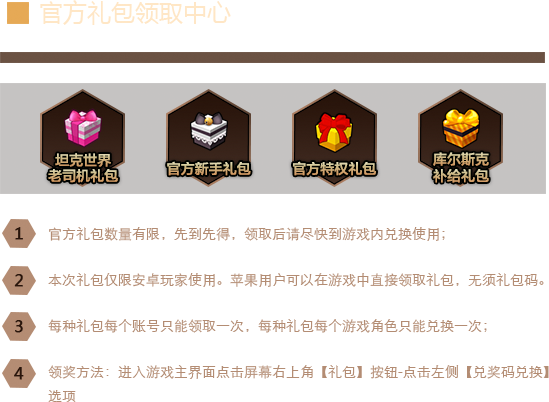 官方礼包领取中心
坦克世界
老司机礼包
官方新手礼包
官方特权礼包
库尔斯克
补给礼包
1 官方礼包数量有限，先到先得，领取后请尽快到游戏内兑换使用；
2 本次礼包仅限安卓玩家使用。苹果用户可以在游戏中直接领取礼包，无须礼包码。
3 每种礼包每个账号只能领取一次，每种礼包每个游戏角色只能兑换一次；
4 领奖方法：进入游戏主界面点击屏幕右上角【礼包】按钮-点击左侧【兑奖码兑换】
选项